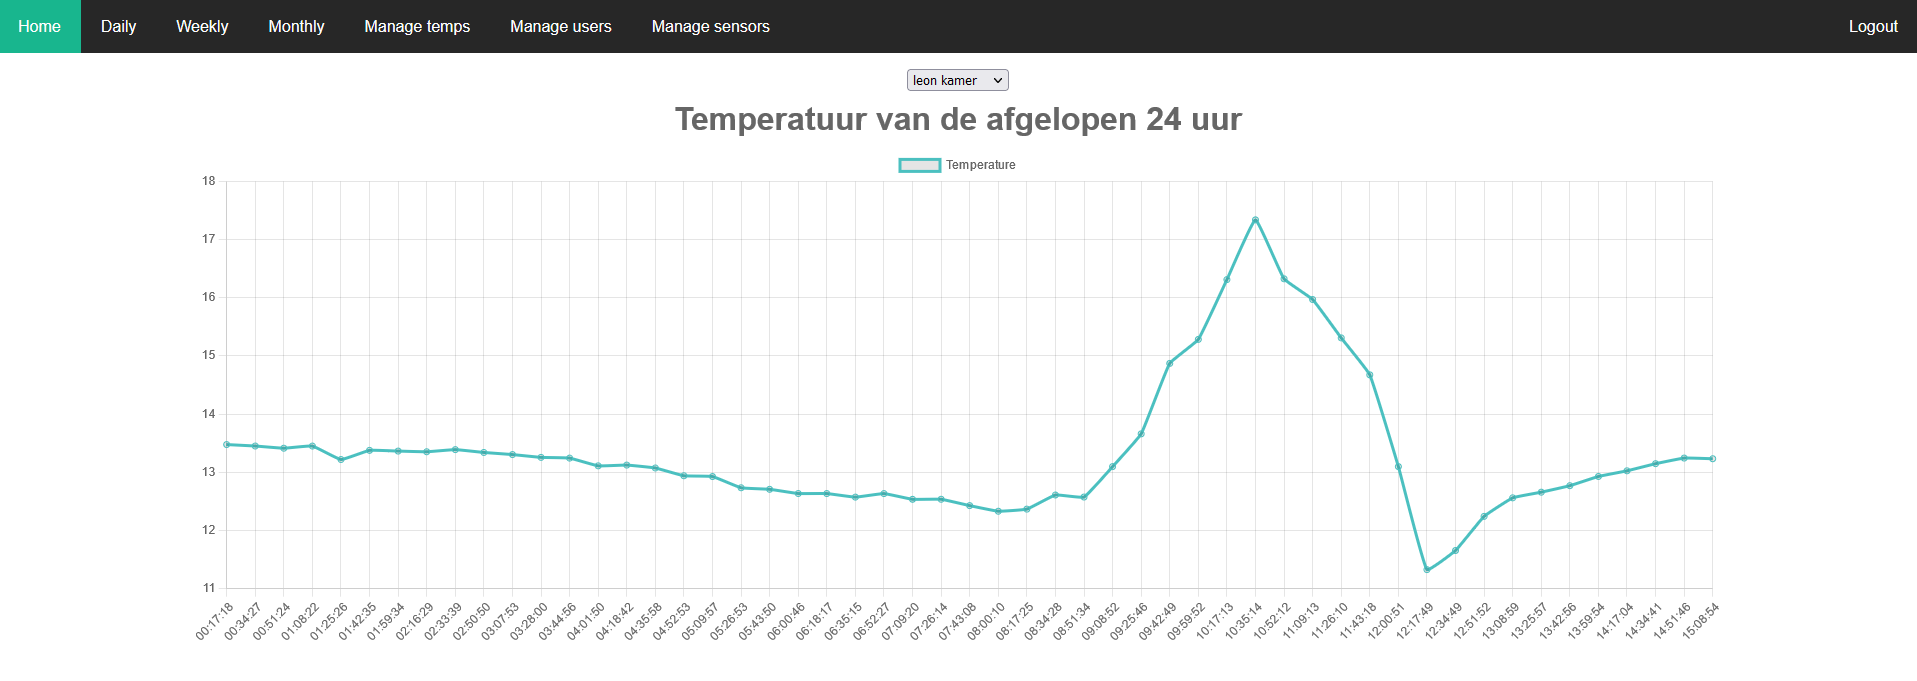 Home Daily Weekly Monthly Manage temps Manage users Manage sensors Logout
leon kamer
Temperatuur van de afgelopen 24 uur
Temperature
18
17
16
15
14
13
12
11
00:17:18 00:34:27 00:51:24 01:08:22 01:25:26 01:42:35 01:59:34 02:16:29 02:33:39 02:50:50 03:07:53 03:28:00 03:44:56 04:01:50 04:18:42 04:35:58 04:52:53 05:09:57 05:26:53 05:43:50 06:00:46 06:18:17 06:35:15 06:52:27 07:09:20 07:26:14 07:43:08 08:00:10 08:17:25 08:34:28 08:51:34 09:08:52 09:25:46 09:42:49 09:59:52 10:17:13 10:35:14 10:52:12 11:09:13 11:26:10 11:43:18 12:00:51 12:17:49 12:34:49 12:51:52 13:08:59 13:25:57 13:42:56 13:59:54 14:17:04 14:34:41 14:51:46 15:08:54